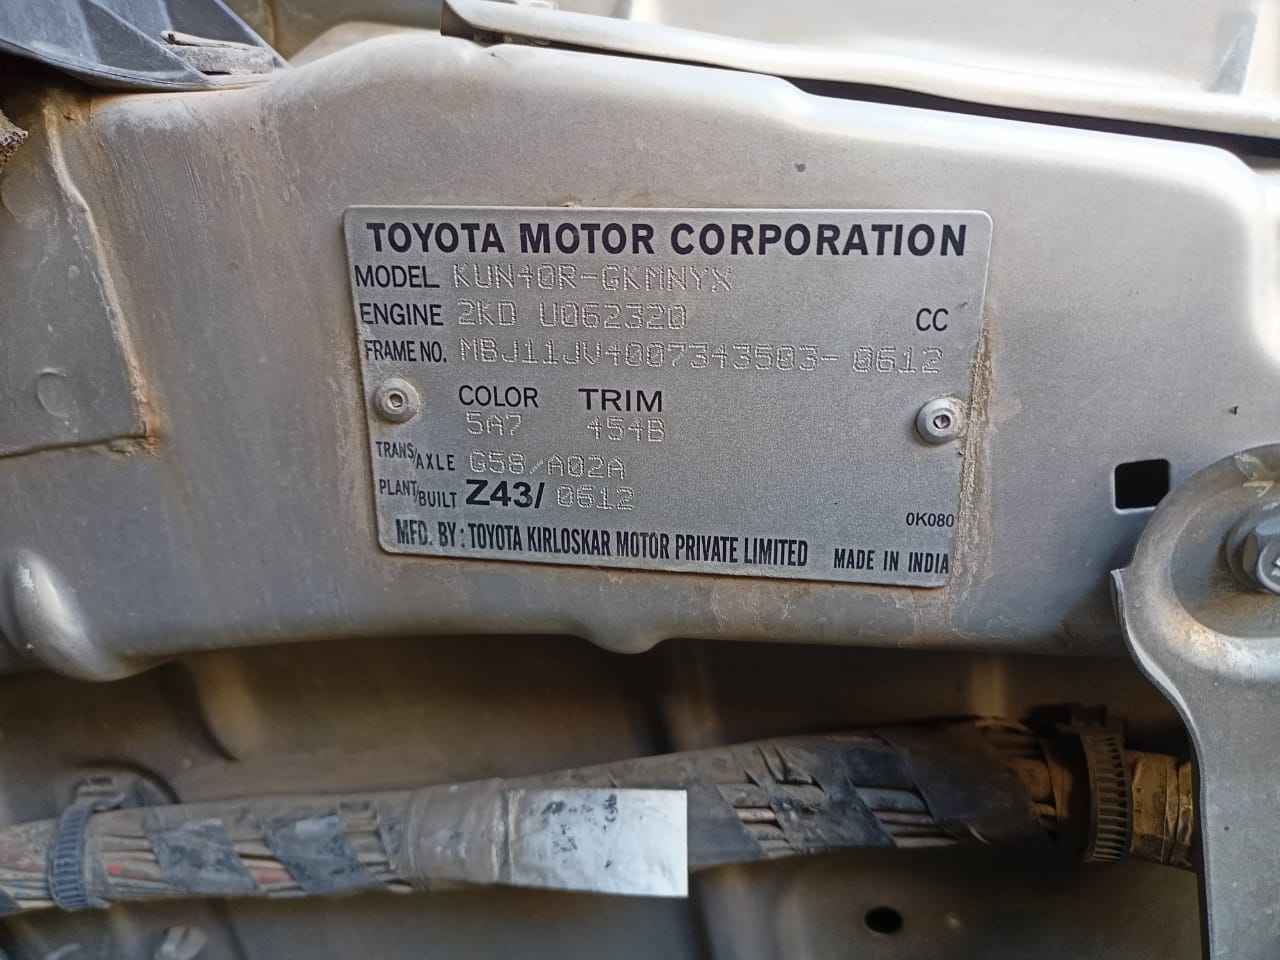 TOYOTA MOTOR CORPORATION
MODEL KUN40R-GKMNYX
ENGINE 2KD U062320 CC
FRAME NO. MBJ11JV4007343503-0612
COLOR TRIM
5A7 454B
TRANS/AXLE G58/A02A
PLANT/BUILT Z43/ 0612
0K080
MFD. BY : TOYOTA KIRLOSKAR MOTOR PRIVATE LIMITED MADE IN INDIA